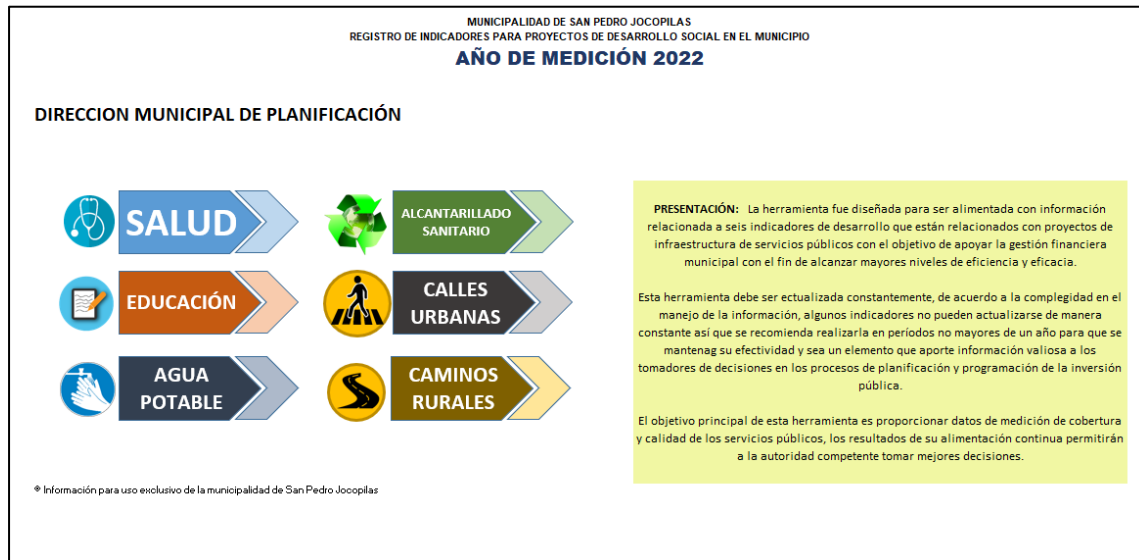 MUNICIPALIDAD DE SAN PEDRO JOCOPILAS
REGISTRO DE INDICADORES PARA PROYECTOS DE DESARROLLO SOCIAL EN EL MUNICIPIO
AÑO DE MEDICIÓN 2022
DIRECCION MUNICIPAL DE PLANIFICACIÓN
SALUD
ALCANTARILLADO
SANITARIO
EDUCACIÓN
CALLES
URBANAS
AGUA
POTABLE
CAMINOS
RURALES
PRESENTACIÓN: La herramienta fue diseñada para ser alimentada con información
relacionada a seis indicadores de desarrollo que están relacionados con proyectos de
infraestructura de servicios públicos con el objetivo de apoyar la gestión financiera
municipal con el fin de alcanzar mayores niveles de eficiencia y eficacia.
Esta herramienta debe ser ectualizada constantemente, de acuerdo a la complegidad en el
manejo de la información, algunos indicadores no pueden actualizarse de manera
constante así que se recomienda realizarla en períodos no mayores de un año para que se
mantenag su efectividad y sea un elemento que aporte información valiosa a los
tomadores de decisiones en los procesos de planificación y programación de la inversión
pública.
El objetivo principal de esta herramienta es proporcionar datos de medición de cobertura
y calidad de los servicios públicos, los resultados de su alimentación continua permitirán
a la autoridad competente tomar mejores decisiones.
* Información para uso exclusivo de la municipalidad de San Pedro Jocopilas